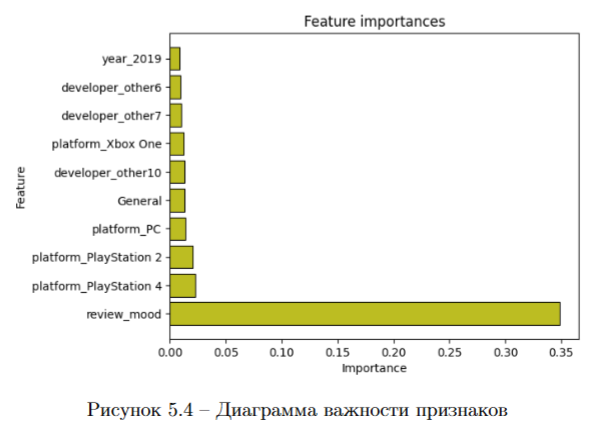 Feature importances
year_2019
developer_other6
developer_other7
platform_Xbox One
developer_other10
General
platform_PC
platform_PlayStation 2
platform_PlayStation 4
review_mood
Feature
0.00 0.05 0.10 0.15 0.20 0.25 0.30 0.35
Importance
Рисунок 5.4 – Диаграмма важности признаков